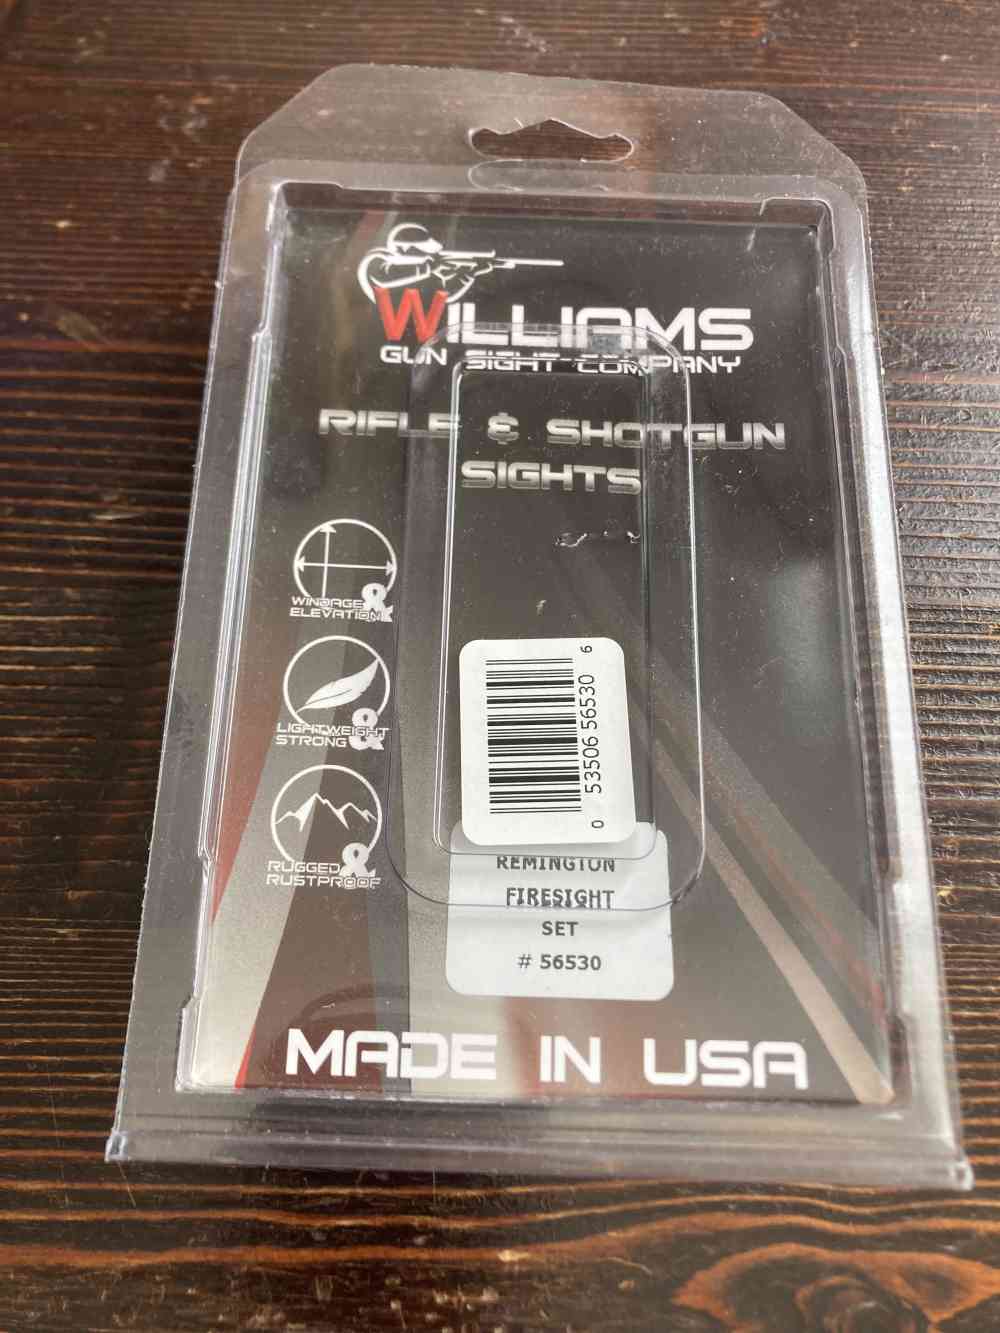 WILLIAMS
GUN SIGHT COMPANY
RIFLE & SHOTGUN
SIGHTS
WINDAGE &
ELEVATION
LIGHTWEIGHT &
STRONG
RUGGED &
RUSTPROOF
0 53506 56530 6
REMINGTON
FIRESIGHT
SET
# 56530
MADE IN USA